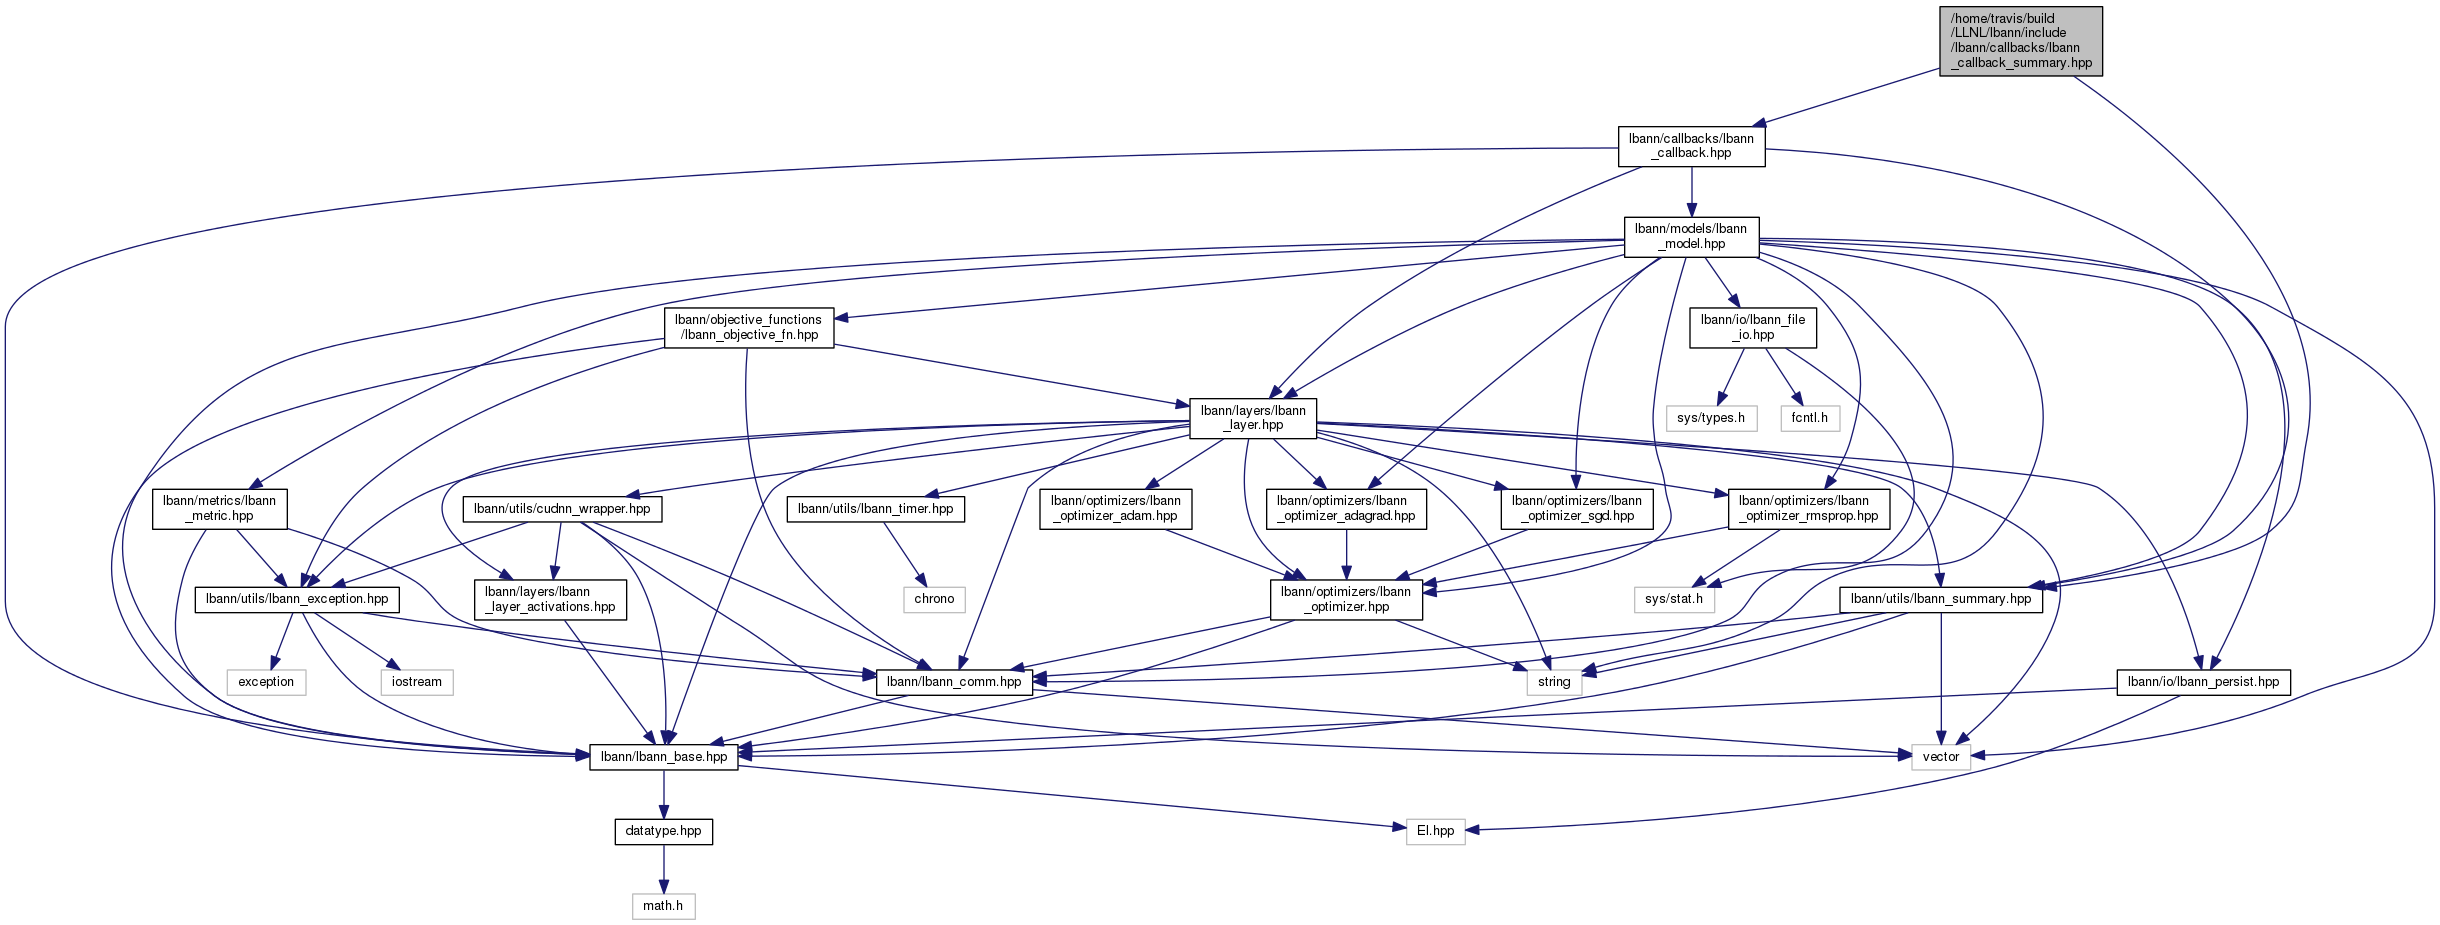 /home/travis/build
/LLNL/lbann/include
/lbann/callbacks/lbann
_callback_summary.hpp
lbann/callbacks/lbann
_callback.hpp
lbann/models/lbann
_model.hpp
lbann/objective_functions
/lbann_objective_fn.hpp
lbann/io/lbann_file
_io.hpp
lbann/layers/lbann
_layer.hpp
sys/types.h
fcntl.h
lbann/metrics/lbann
_metric.hpp
lbann/utils/cudnn_wrapper.hpp
lbann/utils/lbann_timer.hpp
lbann/optimizers/lbann
_optimizer_adam.hpp
lbann/optimizers/lbann
_optimizer_adagrad.hpp
lbann/optimizers/lbann
_optimizer_sgd.hpp
lbann/optimizers/lbann
_optimizer_rmsprop.hpp
lbann/utils/lbann_exception.hpp
lbann/layers/lbann
_layer_activations.hpp
chrono
lbann/optimizers/lbann
_optimizer.hpp
sys/stat.h
lbann/utils/lbann_summary.hpp
exception
iostream
lbann/lbann_comm.hpp
string
lbann/io/lbann_persist.hpp
lbann/lbann_base.hpp
vector
datatype.hpp
El.hpp
math.h